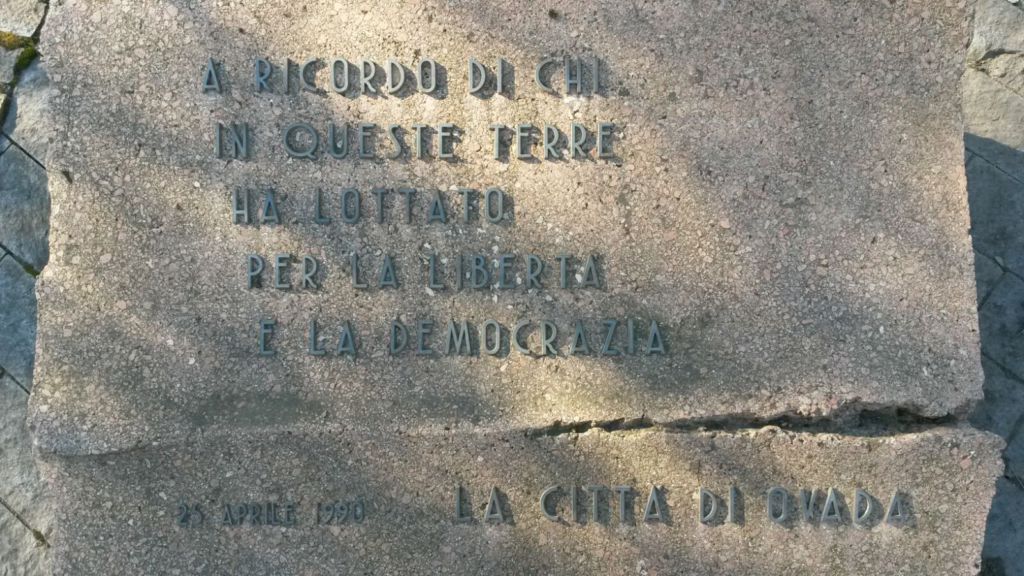 A RICORDO DI CHI
IN QUESTE TERRE
HA LOTTATO
PER LA LIBERTA
E LA DEMOCRAZIA
25 APRILE 1990 LA CITTA DI OVADA